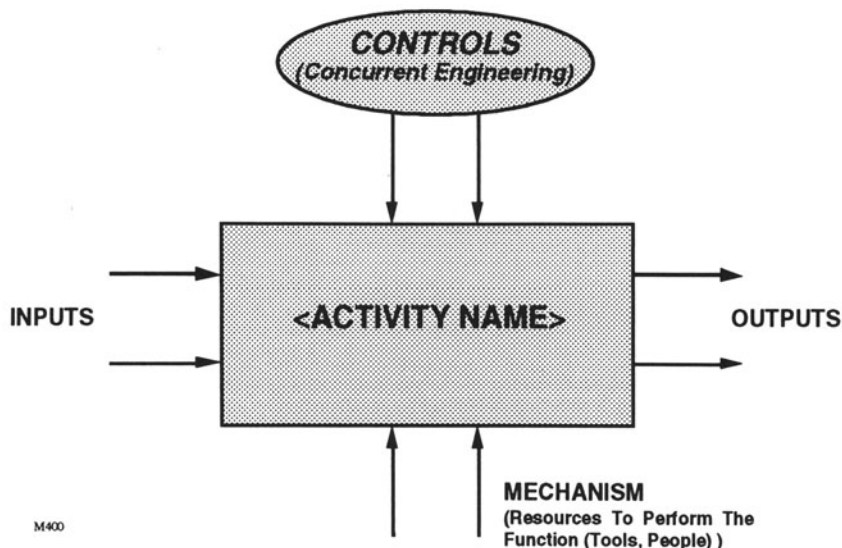 CONTROLS
(Concurrent Engineering)
INPUTS
<ACTIVITY NAME>
OUTPUTS
MECHANISM
(Resources To Perform The
Function (Tools, People) )
M400